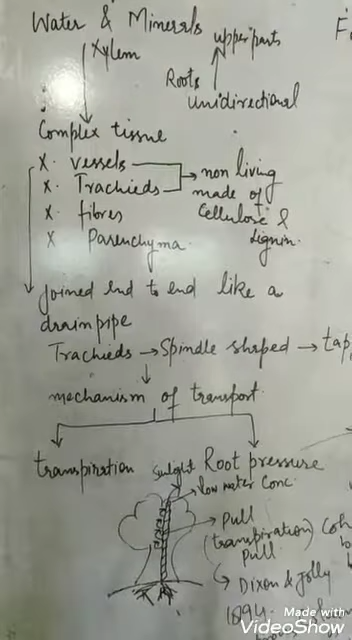 Water & Minerals
Xylem
upper parts
Roots
unidirectional
Complex tissue
X. vessels
X. Trachieds
X. fibres
X Parenchyma
non living
made of
Cellulose &
Lignin.
Joined end to end like a
drainpipe
Trachieds → Spindle shaped →
mechanism of transport
transpiration
Root pressure
sunlight
low water conc.
Pull
(transpiration)
Pull
Dixon & Jolly
1894
Made with
VideoShow